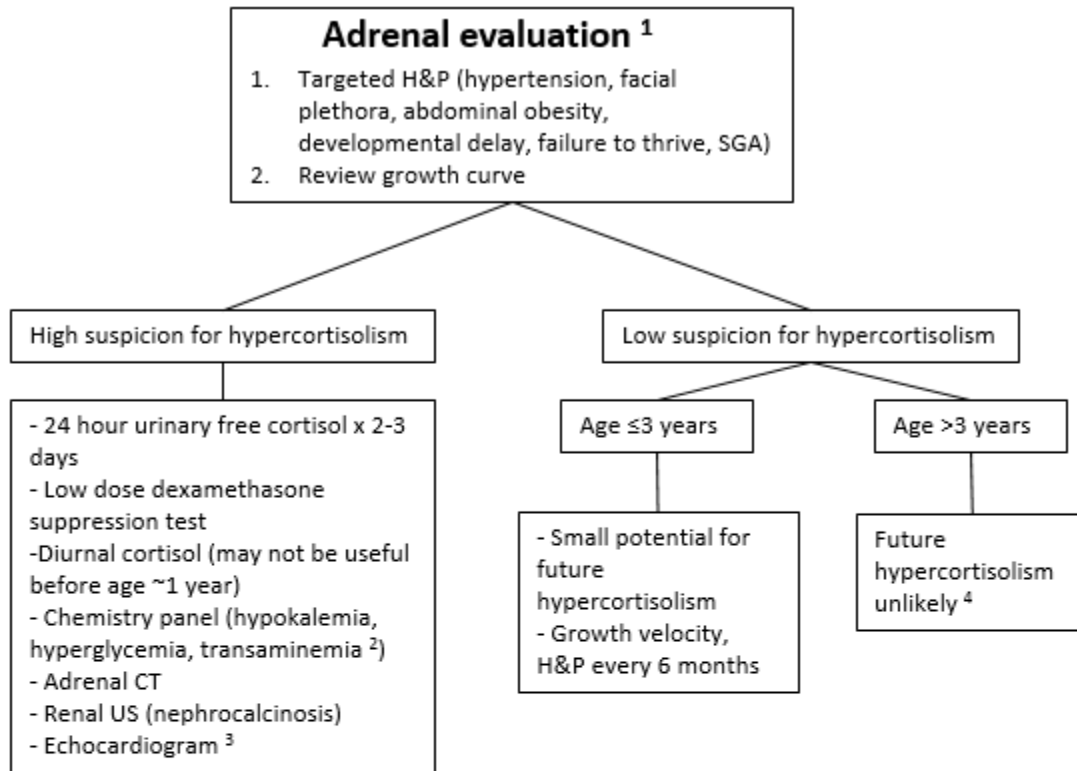 Adrenal evaluation ¹
1. Targeted H&P (hypertension, facial
plethora, abdominal obesity,
developmental delay, failure to thrive, SGA)
2. Review growth curve
High suspicion for hypercortisolism
Low suspicion for hypercortisolism
- 24 hour urinary free cortisol x 2-3
days
- Low dose dexamethasone
suppression test
-Diurnal cortisol (may not be useful
before age ~1 year)
- Chemistry panel (hypokalemia,
hyperglycemia, transaminemia ²)
- Adrenal CT
- Renal US (nephrocalcinosis)
- Echocardiogram ³
Age ≤3 years
- Small potential for
future
hypercortisolism
- Growth velocity,
H&P every 6 months
Age >3 years
Future
hypercortisolism
unlikely ⁴